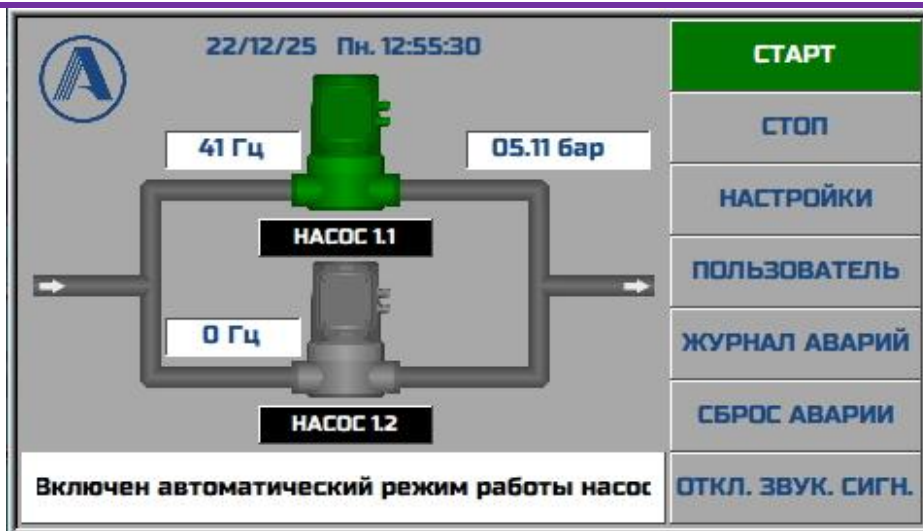 22/12/25 Пн. 12:55:30
СТАРТ
СТОП
41 Гц
05.11 бар
НАСТРОЙКИ
НАСОС 1.1
ПОЛЬЗОВАТЕЛЬ
0 Гц
ЖУРНАЛ АВАРИЙ
НАСОС 1.2
СБРОС АВАРИИ
Включен автоматический режим работы насос
ОТКЛ. ЗВУК. СИГН.